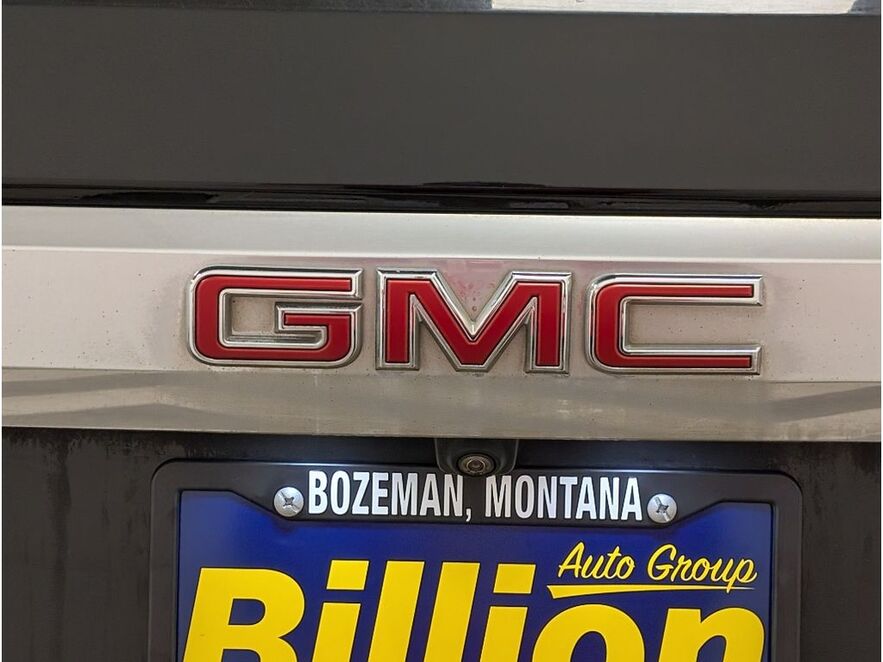 GMC
BOZEMAN, MONTANA
Auto Group
Billion